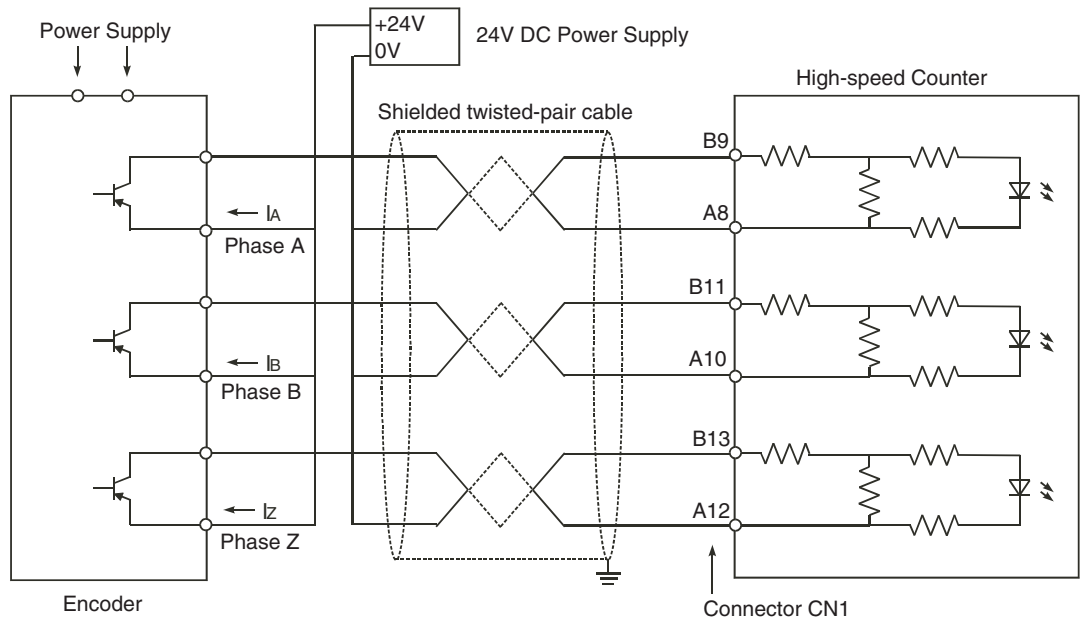 Power Supply
+24V
0V
24V DC Power Supply
High-speed Counter
Shielded twisted-pair cable
B9
IA
Phase A
A8
B11
IB
Phase B
A10
B13
IZ
Phase Z
A12
Encoder
Connector CN1